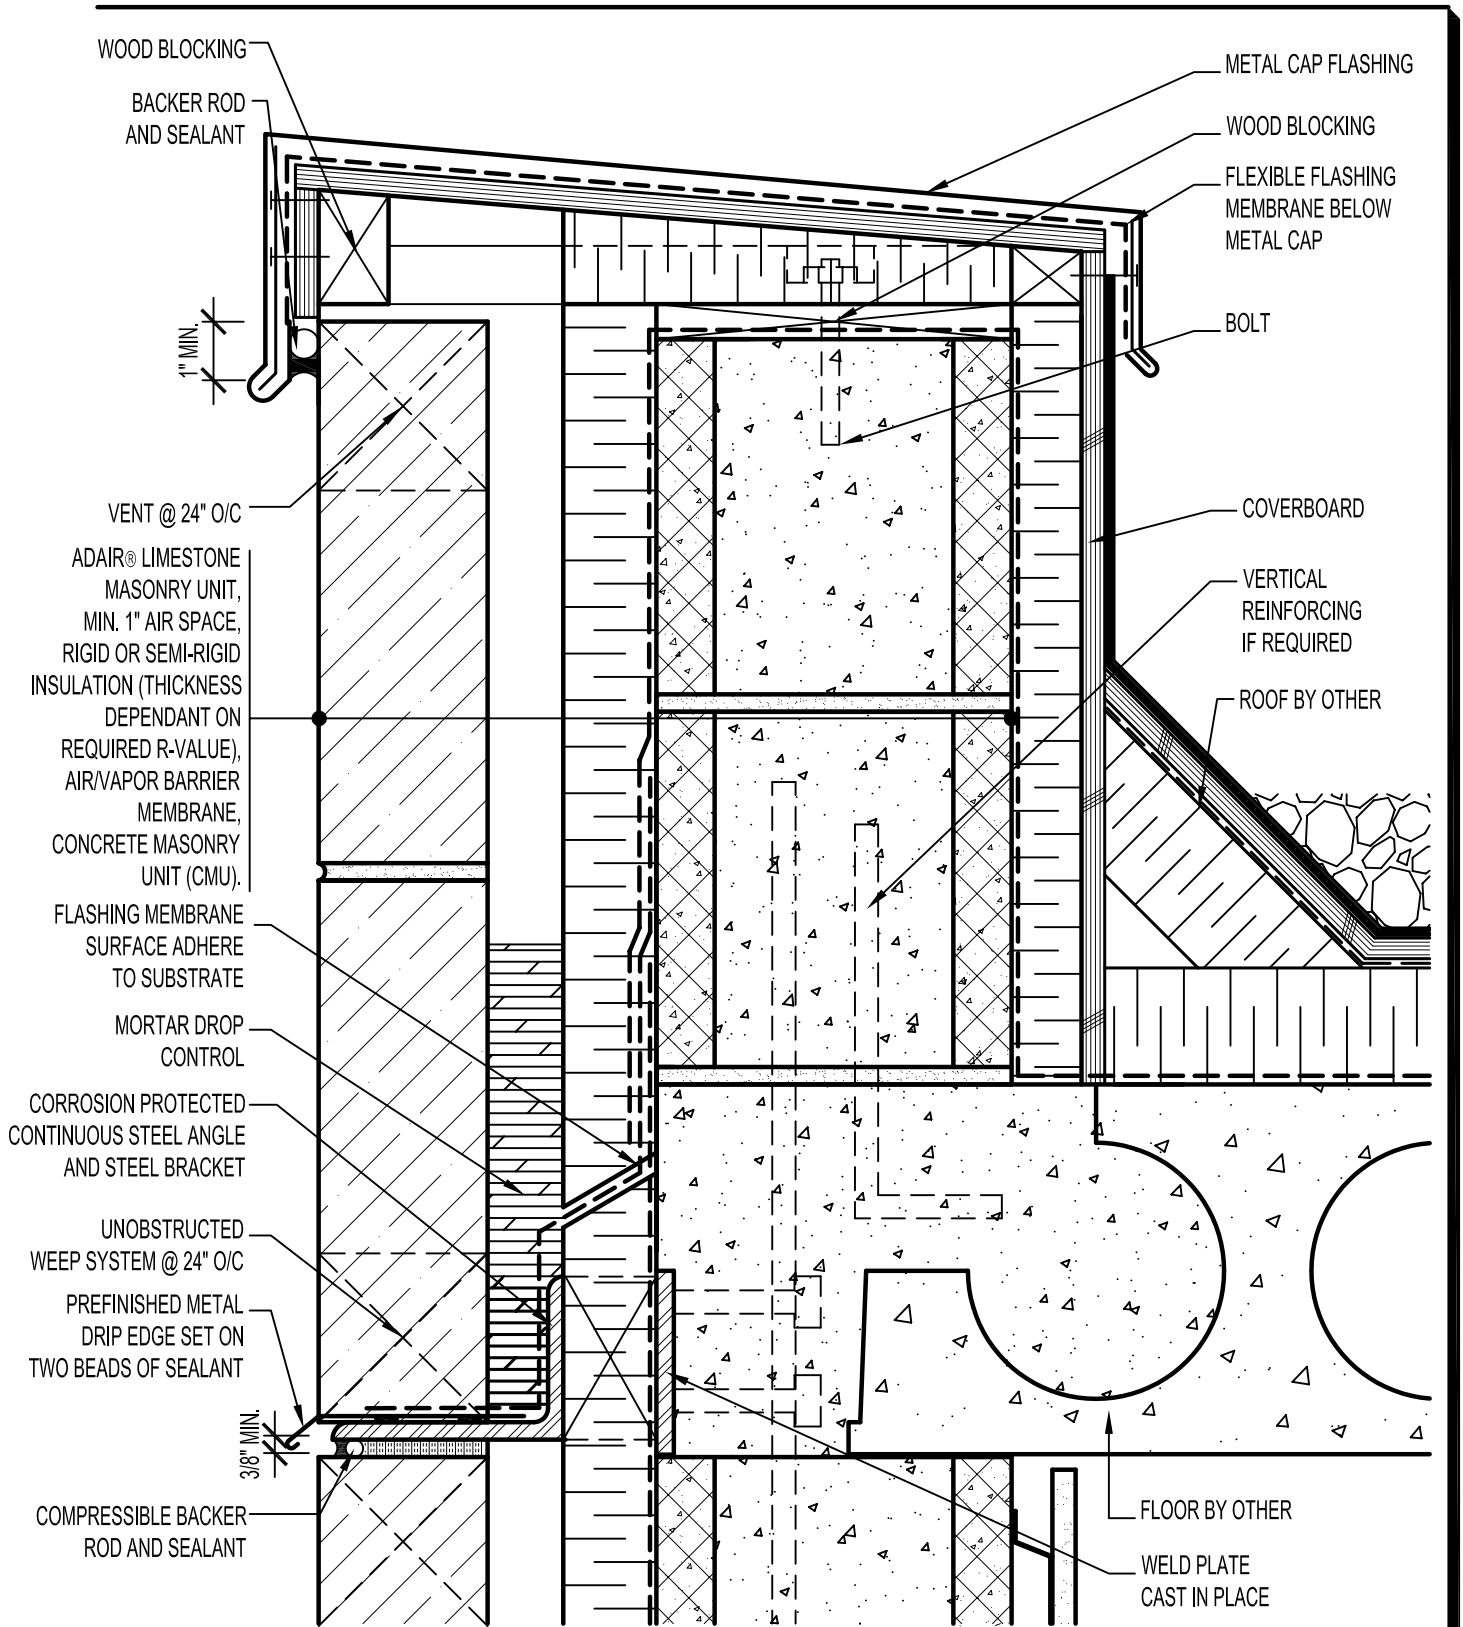 WOOD BLOCKING
BACKER ROD
AND SEALANT
1" MIN.
VENT @ 24" O/C
ADAIR® LIMESTONE
MASONRY UNIT,
MIN. 1" AIR SPACE,
RIGID OR SEMI-RIGID
INSULATION (THICKNESS
DEPENDANT ON
REQUIRED R-VALUE),
AIR/VAPOR BARRIER
MEMBRANE,
CONCRETE MASONRY
UNIT (CMU).
FLASHING MEMBRANE
SURFACE ADHERE
TO SUBSTRATE
MORTAR DROP
CONTROL
CORROSION PROTECTED
CONTINUOUS STEEL ANGLE
AND STEEL BRACKET
UNOBSTRUCTED
WEEP SYSTEM @ 24" O/C
PREFINISHED METAL
DRIP EDGE SET ON
TWO BEADS OF SEALANT
3/8" MIN.
COMPRESSIBLE BACKER
ROD AND SEALANT
METAL CAP FLASHING
WOOD BLOCKING
FLEXIBLE FLASHING
MEMBRANE BELOW
METAL CAP
BOLT
COVERBOARD
VERTICAL
REINFORCING
IF REQUIRED
ROOF BY OTHER
FLOOR BY OTHER
WELD PLATE
CAST IN PLACE